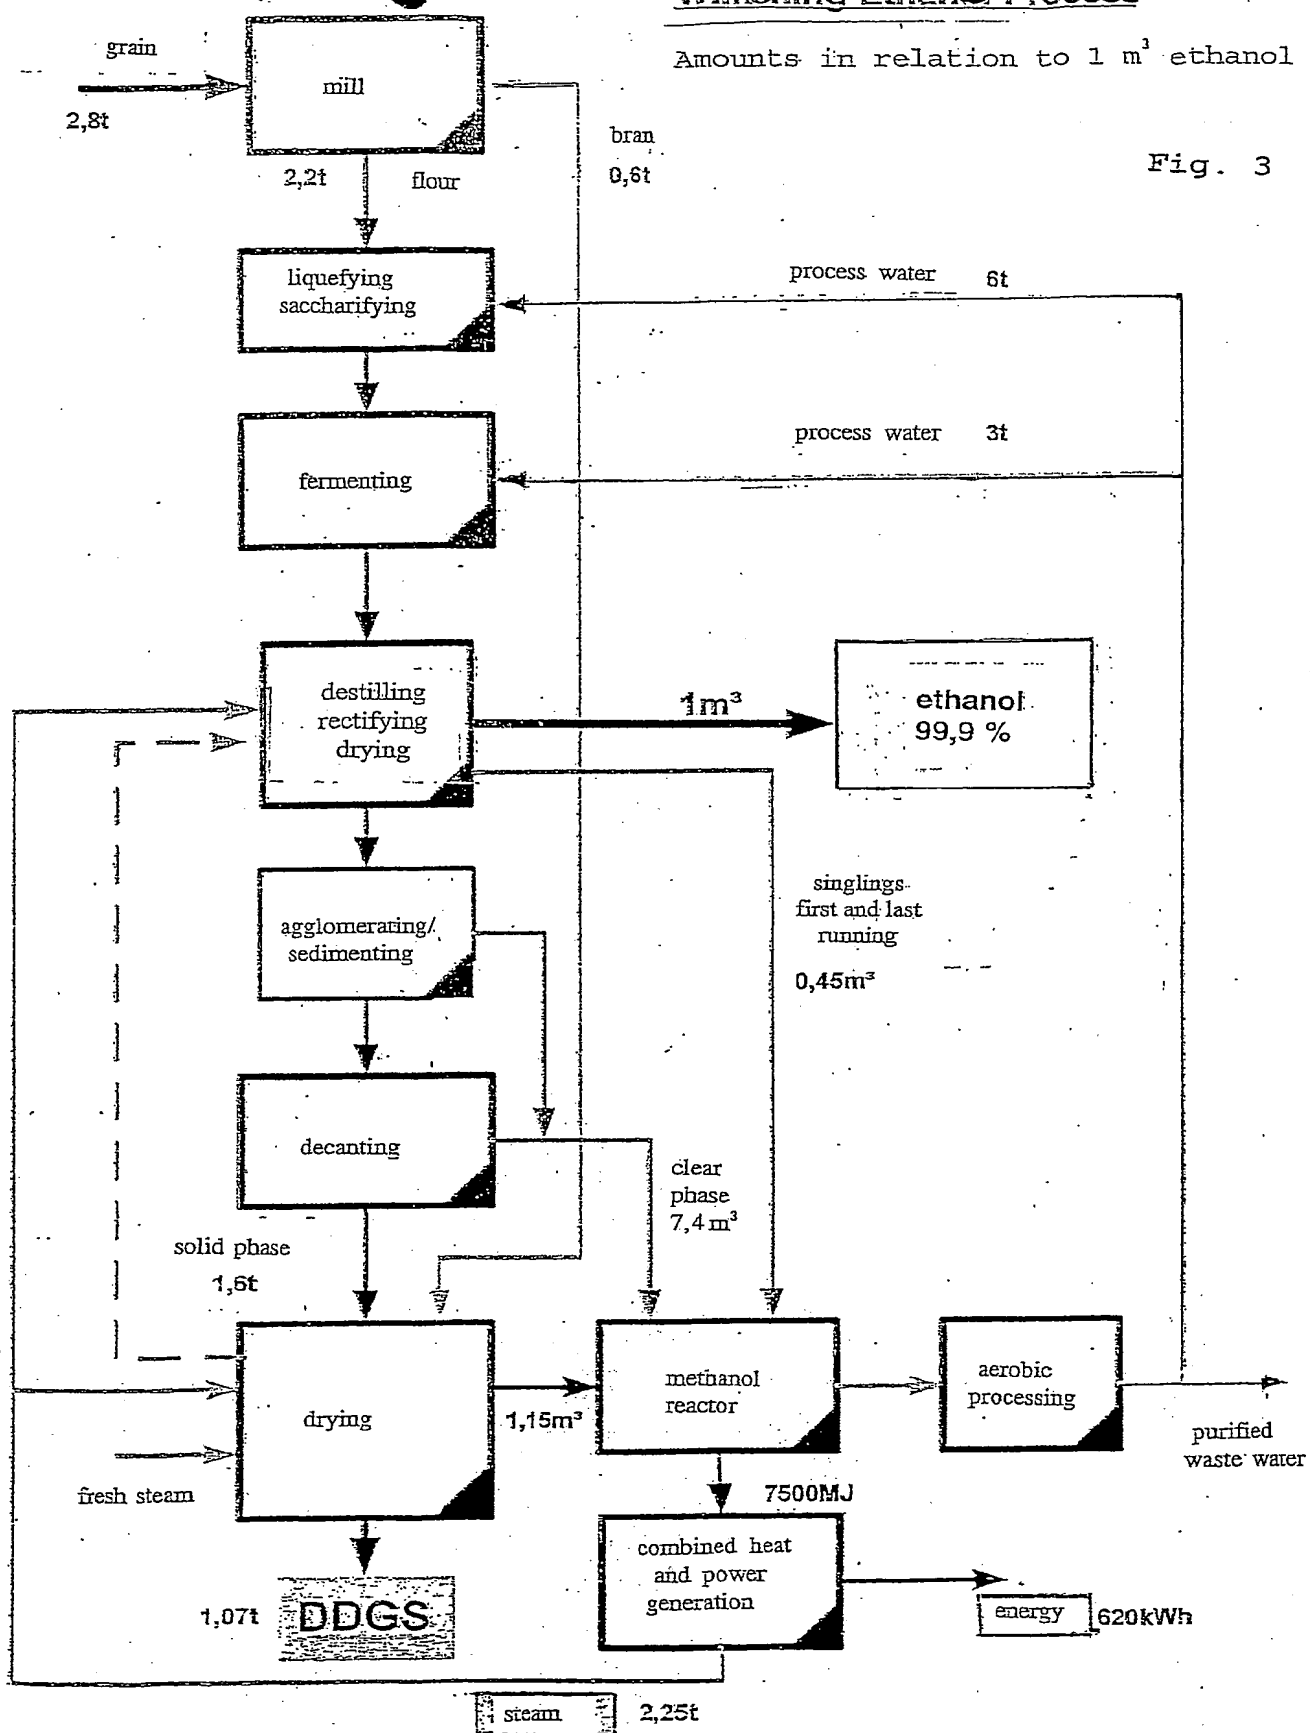 Amounts in relation to 1 m³ ethanol
Fig. 3
grain
2,8t
mill
bran
0,6t
2,2t flour
liquefying
saccharifying
process water 6t
fermenting
process water 3t
destilling
rectifying
drying
1m³
ethanol
99,9 %
singlings
first and last
running
0,45m³
agglomerating/
sedimenting
decanting
clear
phase
7,4m³
solid phase
1,6t
drying
fresh steam
1,15m³
methanol
reactor
aerobic
processing
purified
waste water
7500MJ
combined heat
and power
generation
energy
620kWh
1,07t
DDGS
steam
2,25t